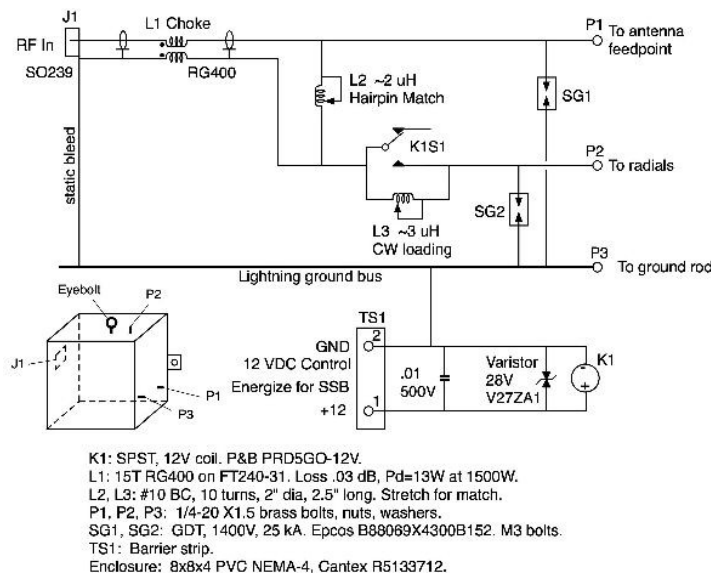 J1
L1 Choke
P1
To antenna
feedpoint
RF In
SO239
RG400
L2 ~2 uH
Hairpin Match
SG1
static bleed
K1S1
P2
To radials
L3 ~3 uH
CW loading
SG2
P3
Lightning ground bus
To ground rod
Eyebolt
P2
J1
P1
P3
TS1
GND
2
12 VDC Control
Energize for SSB
+12
1
.01
500V
Varistor
28V
V27ZA1
K1
K1: SPST, 12V coil. P&B PRD5GO-12V.
L1: 15T RG400 on FT240-31. Loss .03 dB, Pd=13W at 1500W.
L2, L3: #10 BC, 10 turns, 2" dia, 2.5" long. Stretch for match.
P1, P2, P3: 1/4-20 X1.5 brass bolts, nuts, washers.
SG1, SG2: GDT, 1400V, 25 kA. Epcos B88069X4300B152. M3 bolts.
TS1: Barrier strip.
Enclosure: 8x8x4 PVC NEMA-4, Cantex R5133712.